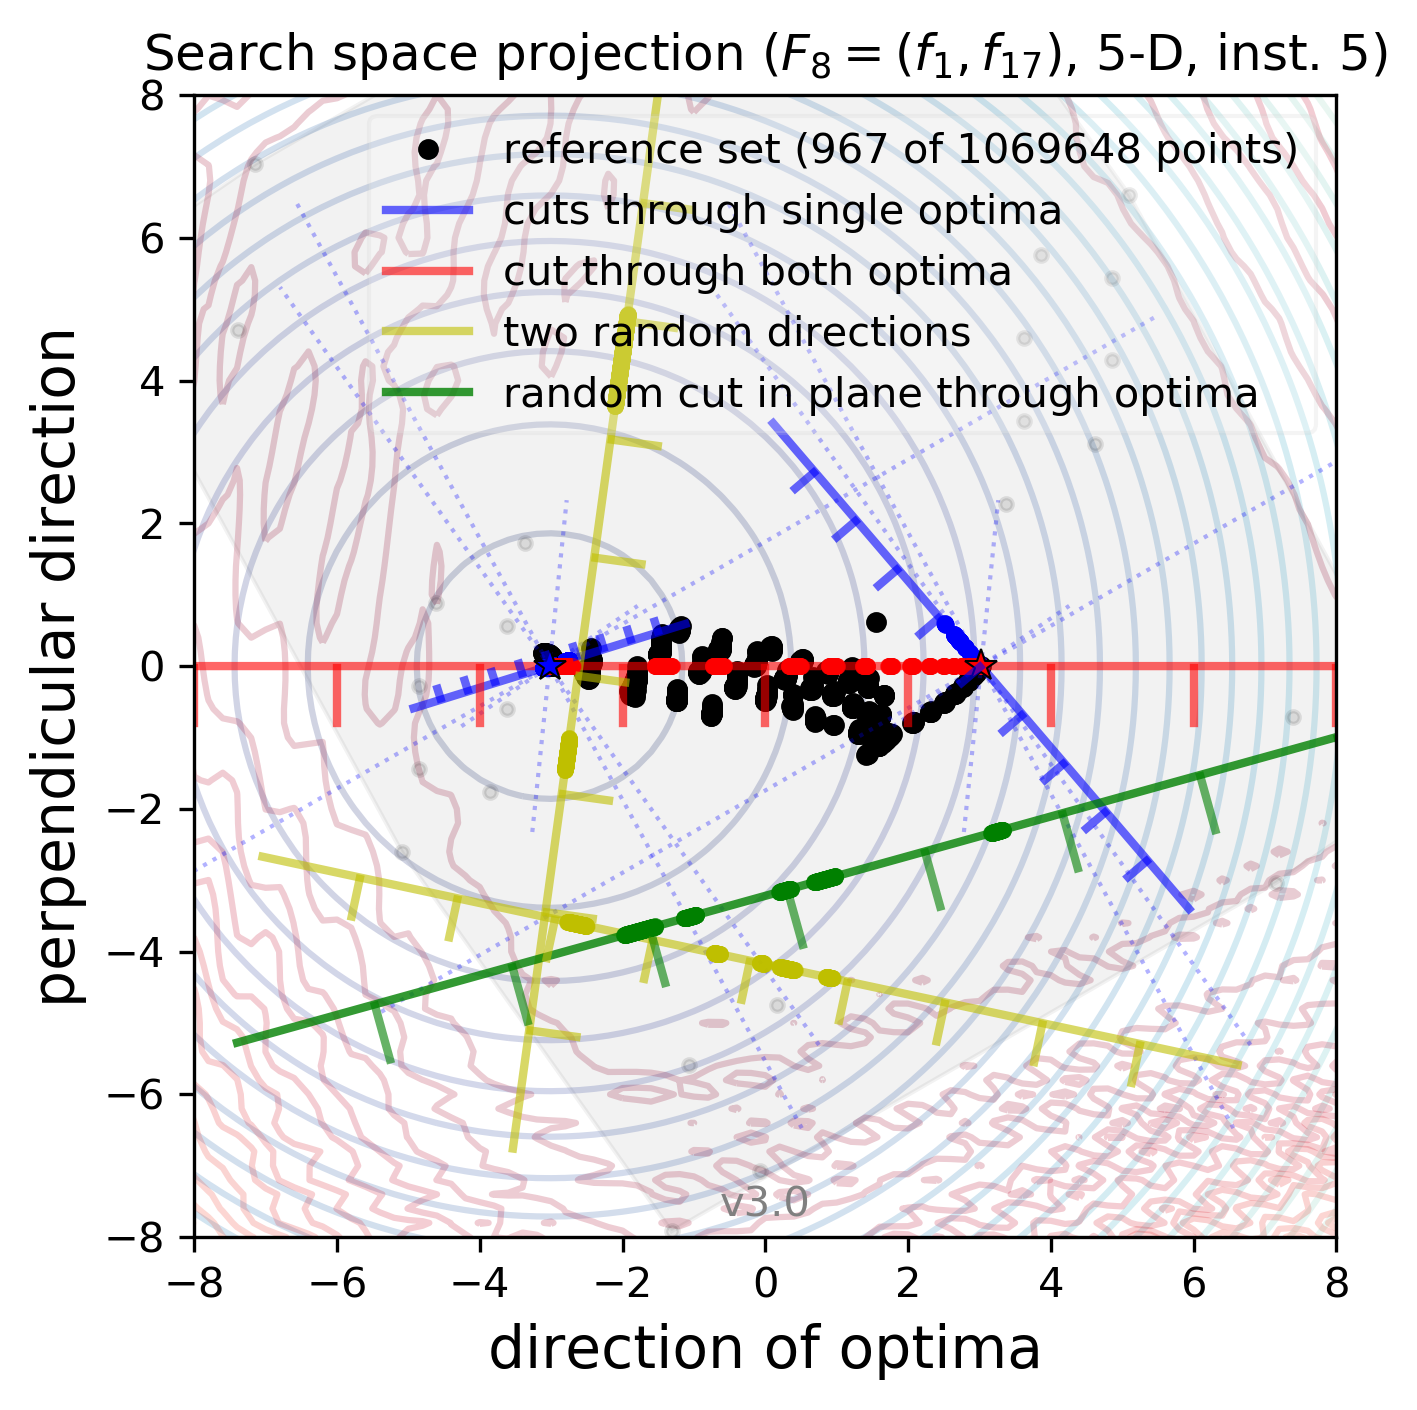 Search space projection (F₈ = (f₁, f₁₇), 5-D, inst. 5)
reference set (967 of 1069648 points)
cuts through single optima
cut through both optima
two random directions
random cut in plane through optima
8
6
4
2
0
−2
−4
−6
−8
perpendicular direction
v3.0
−8 −6 −4 −2 0 2 4 6 8
direction of optima